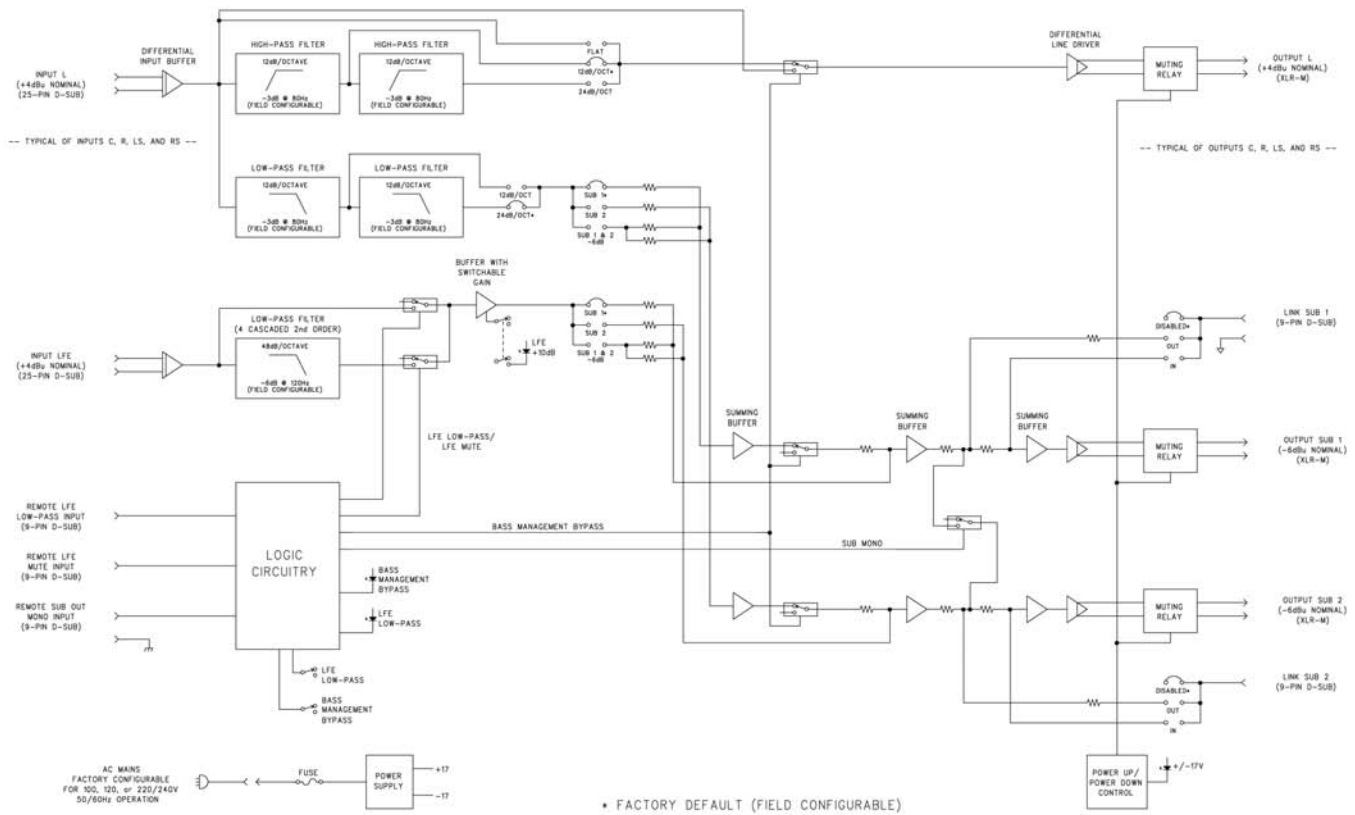 DIFFERENTIAL
INPUT BUFFER
INPUT L
(+4dBu NOMINAL)
(25-PIN D-SUB)
HIGH-PASS FILTER
12dB/OCTAVE
-3dB @ 80Hz
(FIELD CONFIGURABLE)
HIGH-PASS FILTER
12dB/OCTAVE
-3dB @ 80Hz
(FIELD CONFIGURABLE)
FLAT
12dB/OCT*
24dB/OCT
DIFFERENTIAL
LINE DRIVER
MUTING
RELAY
OUTPUT L
(+4dBu NOMINAL)
(XLR-M)
-- TYPICAL OF INPUTS C, R, LS, AND RS --
-- TYPICAL OF OUTPUTS C, R, LS, AND RS --
LOW-PASS FILTER
12dB/OCTAVE
-3dB @ 80Hz
(FIELD CONFIGURABLE)
LOW-PASS FILTER
12dB/OCTAVE
-3dB @ 80Hz
(FIELD CONFIGURABLE)
12dB/OCT
24dB/OCT*
SUB 1*
SUB 2
SUB 1 & 2
-6dB
BUFFER WITH
SWITCHABLE
GAIN
LFE
+10dB
SUB 1*
SUB 2
SUB 1 & 2
-6dB
INPUT LFE
(+4dBu NOMINAL)
(25-PIN D-SUB)
LOW-PASS FILTER
(4 CASCADED 2nd ORDER)
48dB/OCTAVE
-6dB @ 120Hz
(FIELD CONFIGURABLE)
LFE LOW-PASS/
LFE MUTE
DISABLED*
OUT
IN
LINK SUB 1
(9-PIN D-SUB)
SUMMING
BUFFER
SUMMING
BUFFER
SUMMING
BUFFER
MUTING
RELAY
OUTPUT SUB 1
(-6dBu NOMINAL)
(XLR-M)
REMOTE LFE
LOW-PASS INPUT
(9-PIN D-SUB)
REMOTE LFE
MUTE INPUT
(9-PIN D-SUB)
REMOTE SUB OUT
MONO INPUT
(9-PIN D-SUB)
LOGIC
CIRCUITRY
BASS MANAGEMENT BYPASS
SUB MONO
BASS
MANAGEMENT
BYPASS
LFE
LOW-PASS
LFE
LOW-PASS
BASS
MANAGEMENT
BYPASS
MUTING
RELAY
OUTPUT SUB 2
(-6dBu NOMINAL)
(XLR-M)
DISABLED*
OUT
IN
LINK SUB 2
(9-PIN D-SUB)
AC MAINS
FACTORY CONFIGURABLE
FOR 100, 120, or 220/240V
50/60Hz OPERATION
FUSE
POWER
SUPPLY
+17
-17
* FACTORY DEFAULT (FIELD CONFIGURABLE)
POWER UP/
POWER DOWN
CONTROL
+/-17V